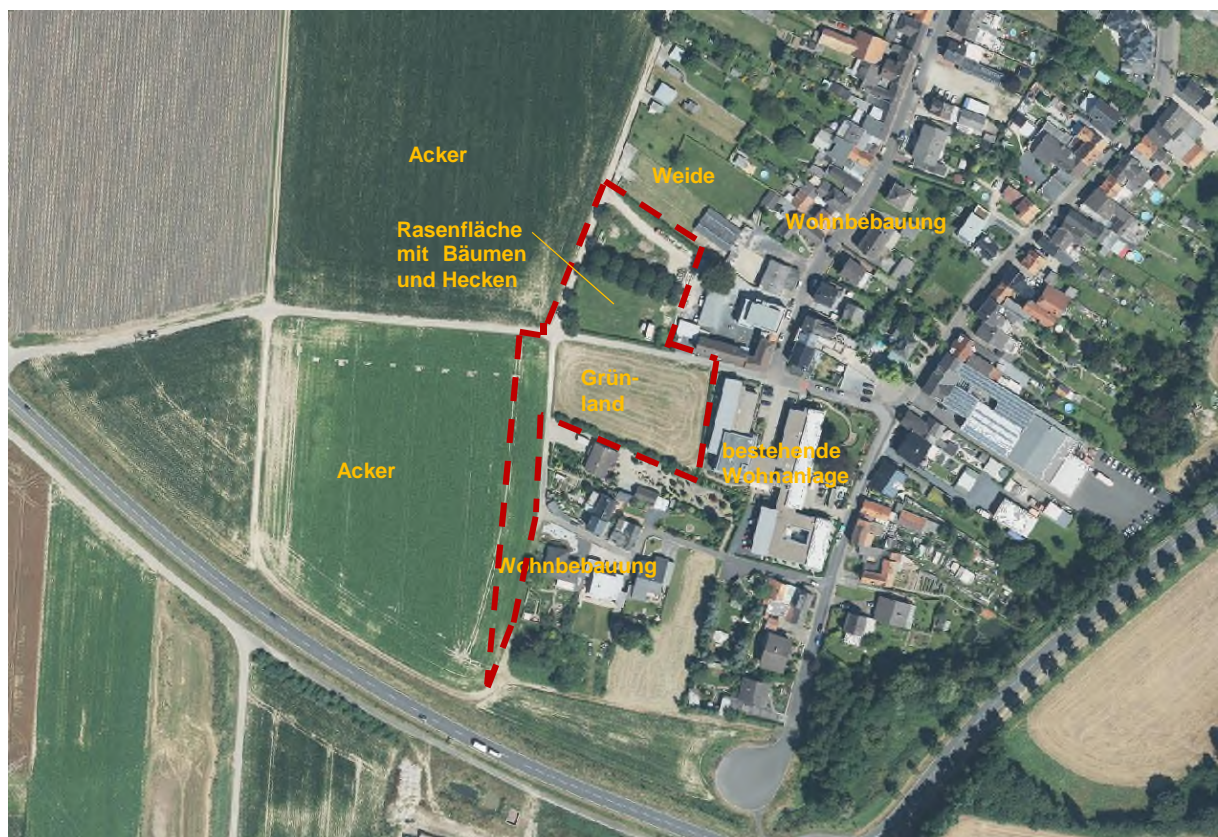 Acker
Weide
Wohnbebauung
Rasenfläche
mit Bäumen
und Hecken
Grün-
land
Acker
bestehende
Wohnanlage
Wohnbebauung